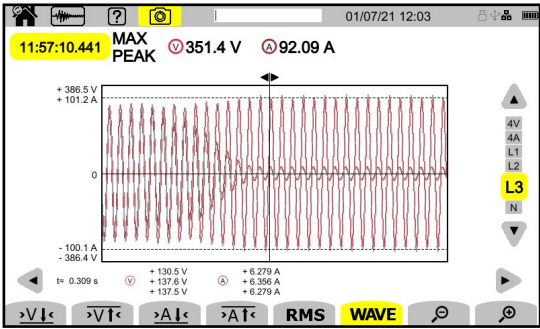 ? 01/07/21 12:03
11:57:10.441 MAX PEAK V 351.4 V A 92.09 A
+ 386.5 V
+ 101.2 A
0
- 100.1 A
- 386.4 V
4V
4A
L1
L2
L3
N
t= 0.309 s V + 130.5 V A + 6.279 A
+ 137.6 V + 6.356 A
+ 137.5 V + 6.279 A
>V↓< >V↑< >A↓< >A↑< RMS WAVE